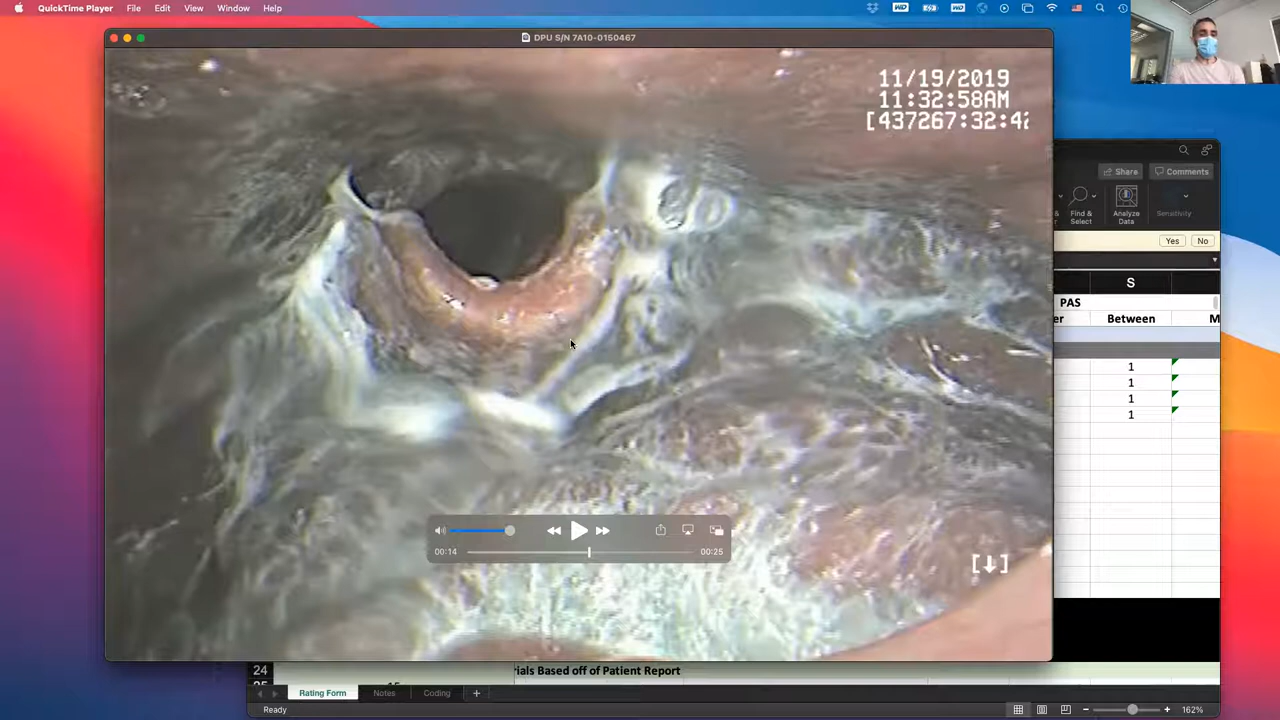 QuickTime Player File Edit View Window Help
DPU S/N 7A10-0150467
11/19/2019
11:32:58AM
Share Comments
Find & Select
Analyze Data
Sensitivity
Yes No
S
PAS
Between
1
1
1
1
00:14 00:25
[↓]
24
Based off of Patient Report
Rating Form Notes Coding +
Ready
162%